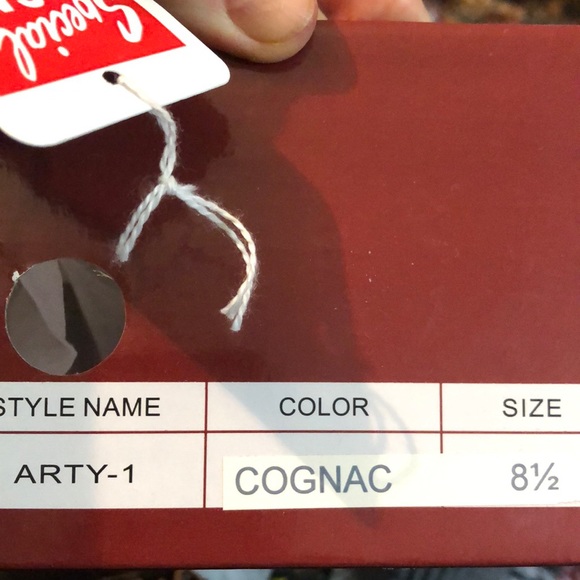 Special
STYLE NAME COLOR SIZE
ARTY-1 COGNAC 8½